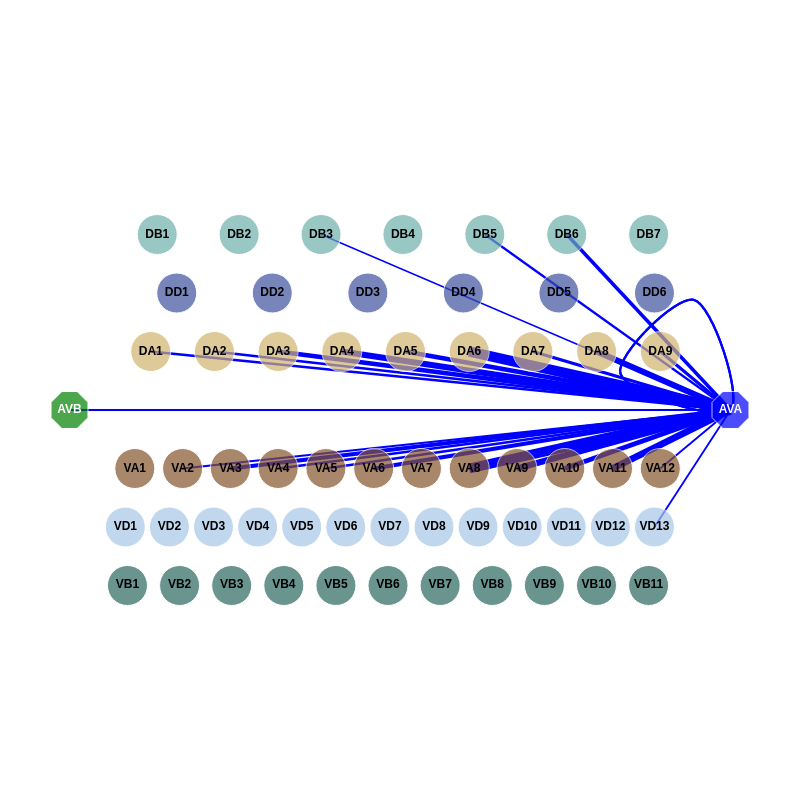 DB1 DB2 DB3 DB4 DB5 DB6 DB7
DD1 DD2 DD3 DD4 DD5 DD6
DA1 DA2 DA3 DA4 DA5 DA6 DA7 DA8 DA9
AVB AVA
VA1 VA2 VA3 VA4 VA5 VA6 VA7 VA8 VA9 VA10 VA11 VA12
VD1 VD2 VD3 VD4 VD5 VD6 VD7 VD8 VD9 VD10 VD11 VD12 VD13
VB1 VB2 VB3 VB4 VB5 VB6 VB7 VB8 VB9 VB10 VB11